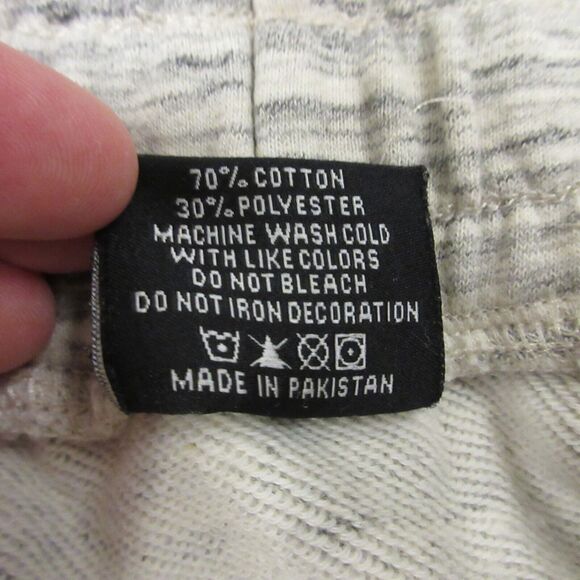 70% COTTON
30% POLYESTER
MACHINE WASH COLD
WITH LIKE COLORS
DO NOT BLEACH
DO NOT IRON DECORATION
MADE IN PAKISTAN